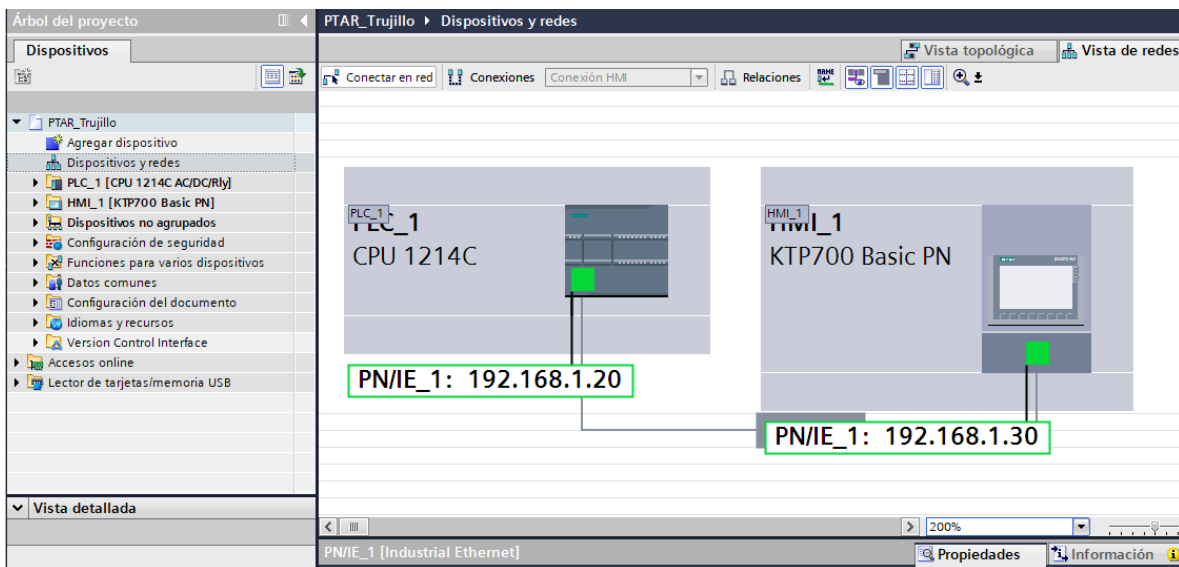 Árbol del proyecto
PTAR_Trujillo Dispositivos y redes
Dispositivos
Vista topológica
Vista de redes
Conectar en red
Conexiones
Conexión HMI
Relaciones
PTAR_Trujillo
Agregar dispositivo
Dispositivos y redes
PLC_1 [CPU 1214C AC/DC/Rly]
HMI_1 [KTP700 Basic PN]
Dispositivos no agrupados
Configuración de seguridad
Funciones para varios dispositivos
Datos comunes
Configuración del documento
Idiomas y recursos
Version Control Interface
Accesos online
Lector de tarjetas/memoria USB
Vista detallada
PLC_1
PLC_1
CPU 1214C
HMI_1
HMI_1
KTP700 Basic PN
PN/IE_1: 192.168.1.20
PN/IE_1: 192.168.1.30
200%
PN/IE_1 [Industrial Ethernet]
Propiedades
Información